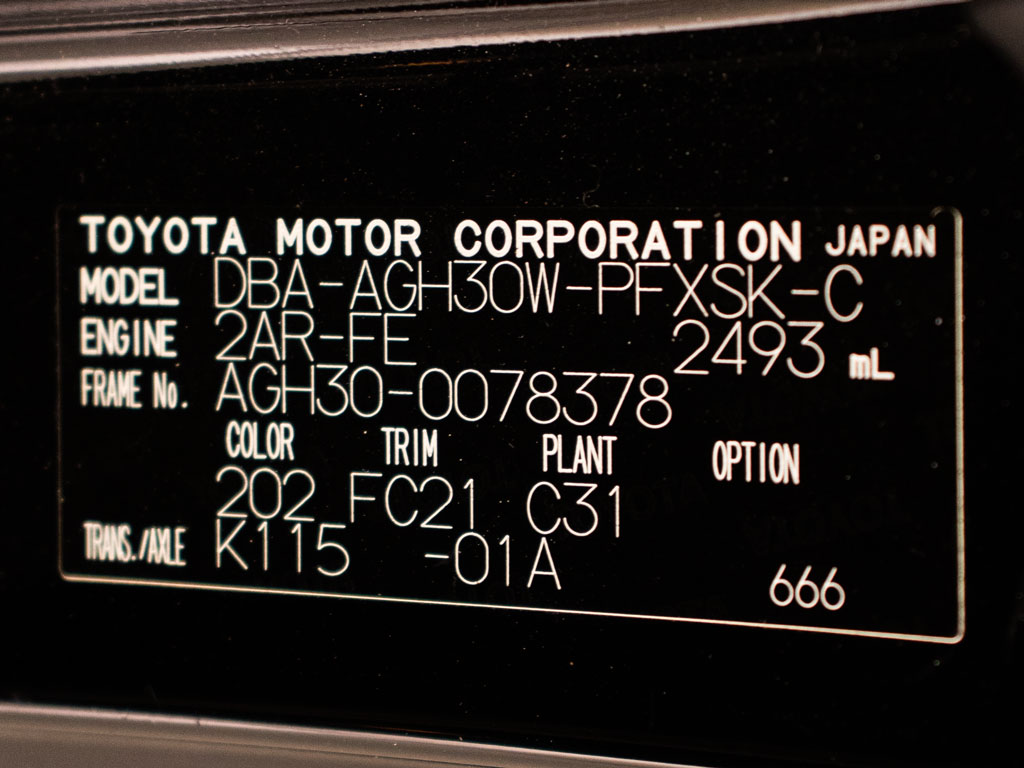 TOYOTA MOTOR CORPORATION JAPAN
MODEL DBA-AGH30W-PFXSK-C
ENGINE 2AR-FE 2493 mL
FRAME No. AGH30-0078378
COLOR TRIM PLANT OPTION
202 FC21 C31
TRANS./AXLE K115 -01A
666